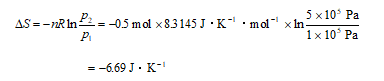 ΔS = −nR ln p₂/p₁ = −0.5 mol × 8.3145 J · K⁻¹ · mol⁻¹ × ln 5 × 10⁵ Pa / 1 × 10⁵ Pa
= −6.69 J · K⁻¹